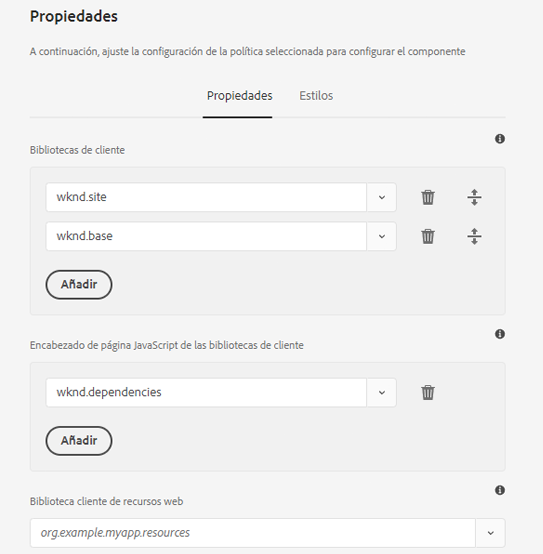 Propiedades
A continuación, ajuste la configuración de la política seleccionada para configurar el componente
Propiedades
Estilos
Bibliotecas de cliente
wknd.site
wknd.base
Añadir
Encabezado de página JavaScript de las bibliotecas de cliente
wknd.dependencies
Añadir
Biblioteca cliente de recursos web
org.example.myapp.resources